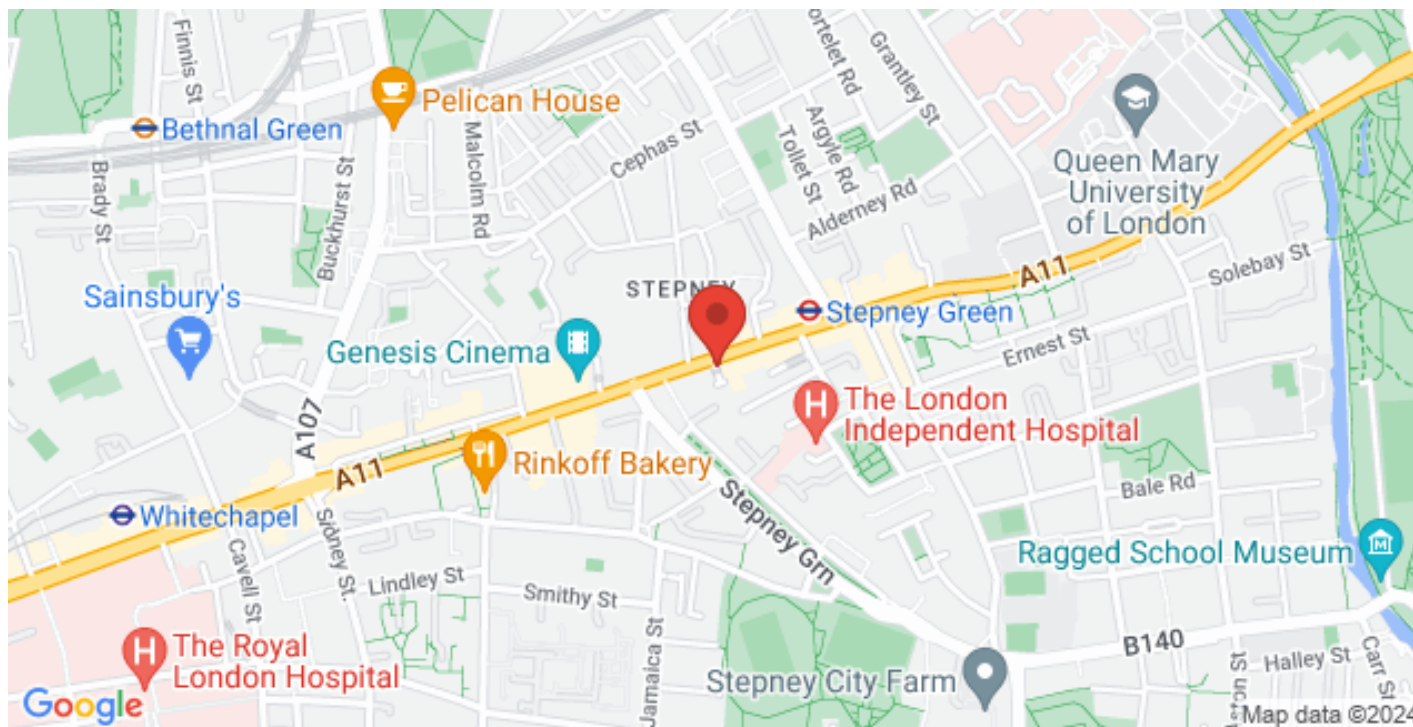 Finnis St
Bethnal Green
Pelican House
Malcolm Rd
Cephas St
ortelet Rd
Grantley St
Argyle Rd
Tollet St
Alderney Rd
Queen Mary
University
of London
Brady St
Buckhurst St
Sainsbury's
STEPNEY
Genesis Cinema
Stepney Green
A11
Solebay St
Ernest St
A107
A11
Rinkoff Bakery
The London
Independent Hospital
Whitechapel
Sidney St.
Cavell St
Stepney Grn
Bale Rd
Ragged School Museum
Lindley St
Smithy St
Jamaica St
The Royal
London Hospital
Stepney City Farm
B140
Halley St
Carr St
ton St
Google
Map data ©2024